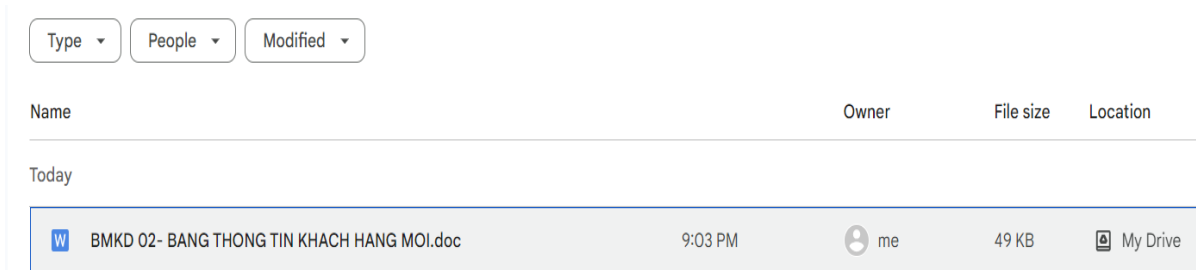 Type People Modified
Name Owner File size Location
Today
W BMKD 02- BANG THONG TIN KHACH HANG MOI.doc 9:03 PM me 49 KB My Drive